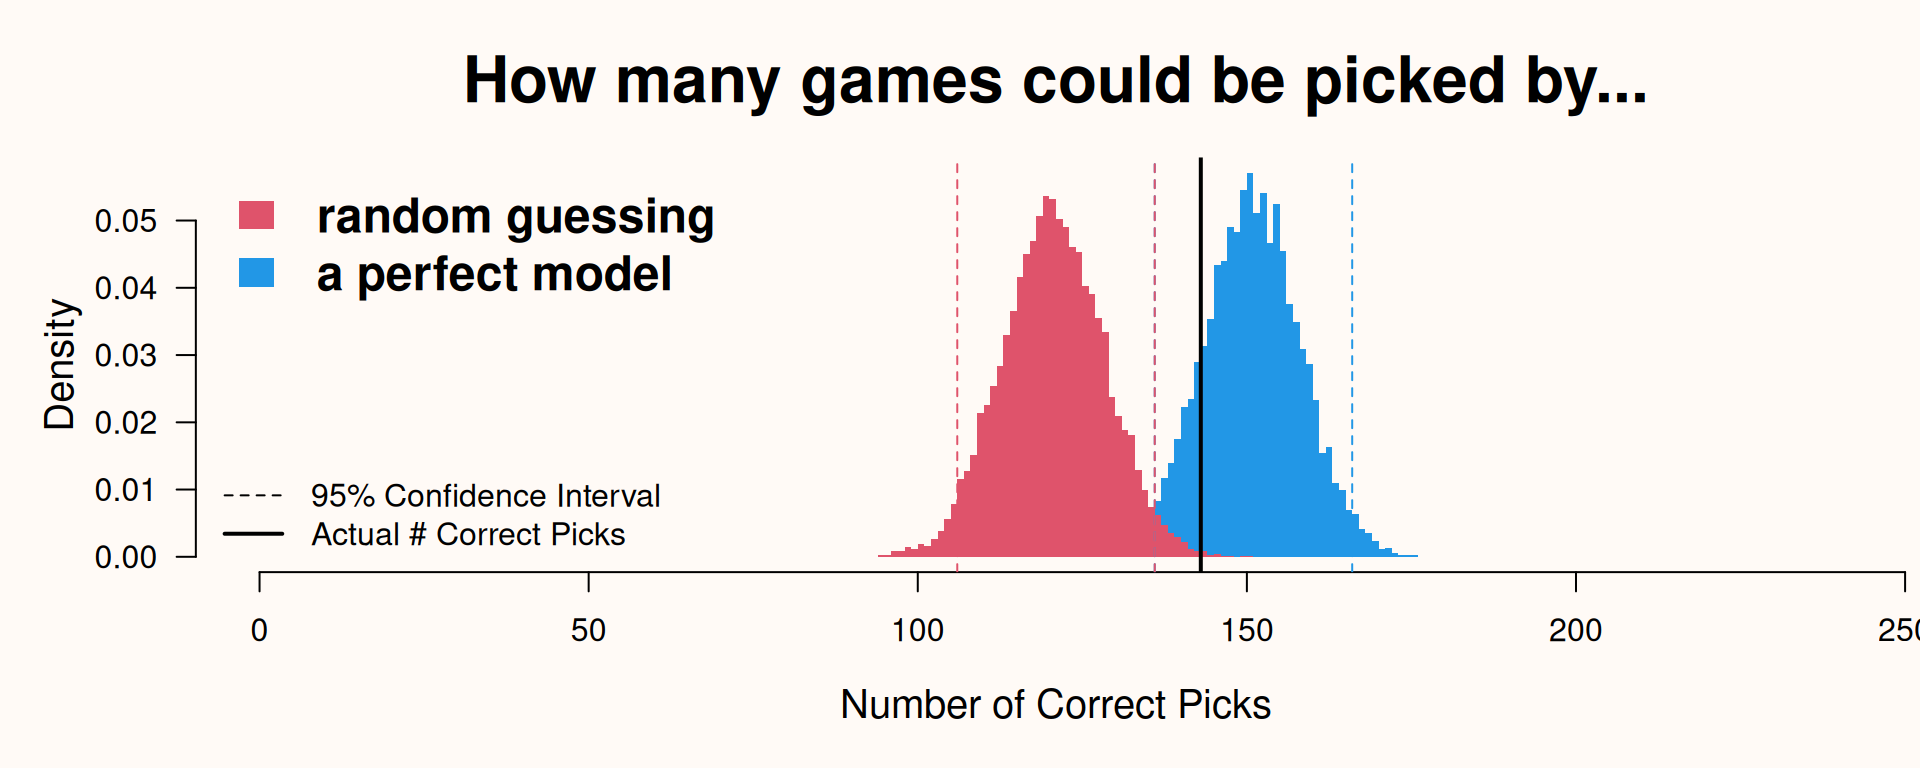 How many games could be picked by...
random guessing
a perfect model
95% Confidence Interval
Actual # Correct Picks
Density
0.05
0.04
0.03
0.02
0.01
0.00
0 50 100 150 200 250
Number of Correct Picks